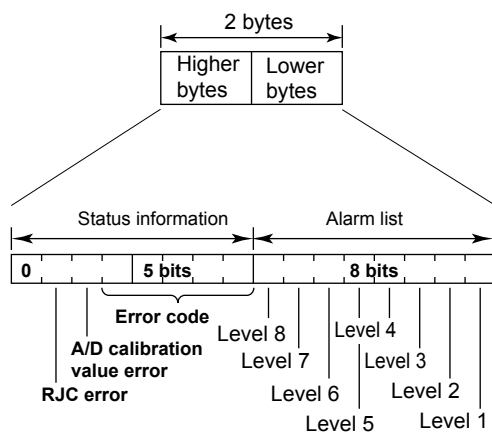 2 bytes
Higher bytes
Lower bytes
Status information
Alarm list
0
5 bits
8 bits
Error code
A/D calibration value error
RJC error
Level 8
Level 7
Level 6
Level 5
Level 4
Level 3
Level 2
Level 1